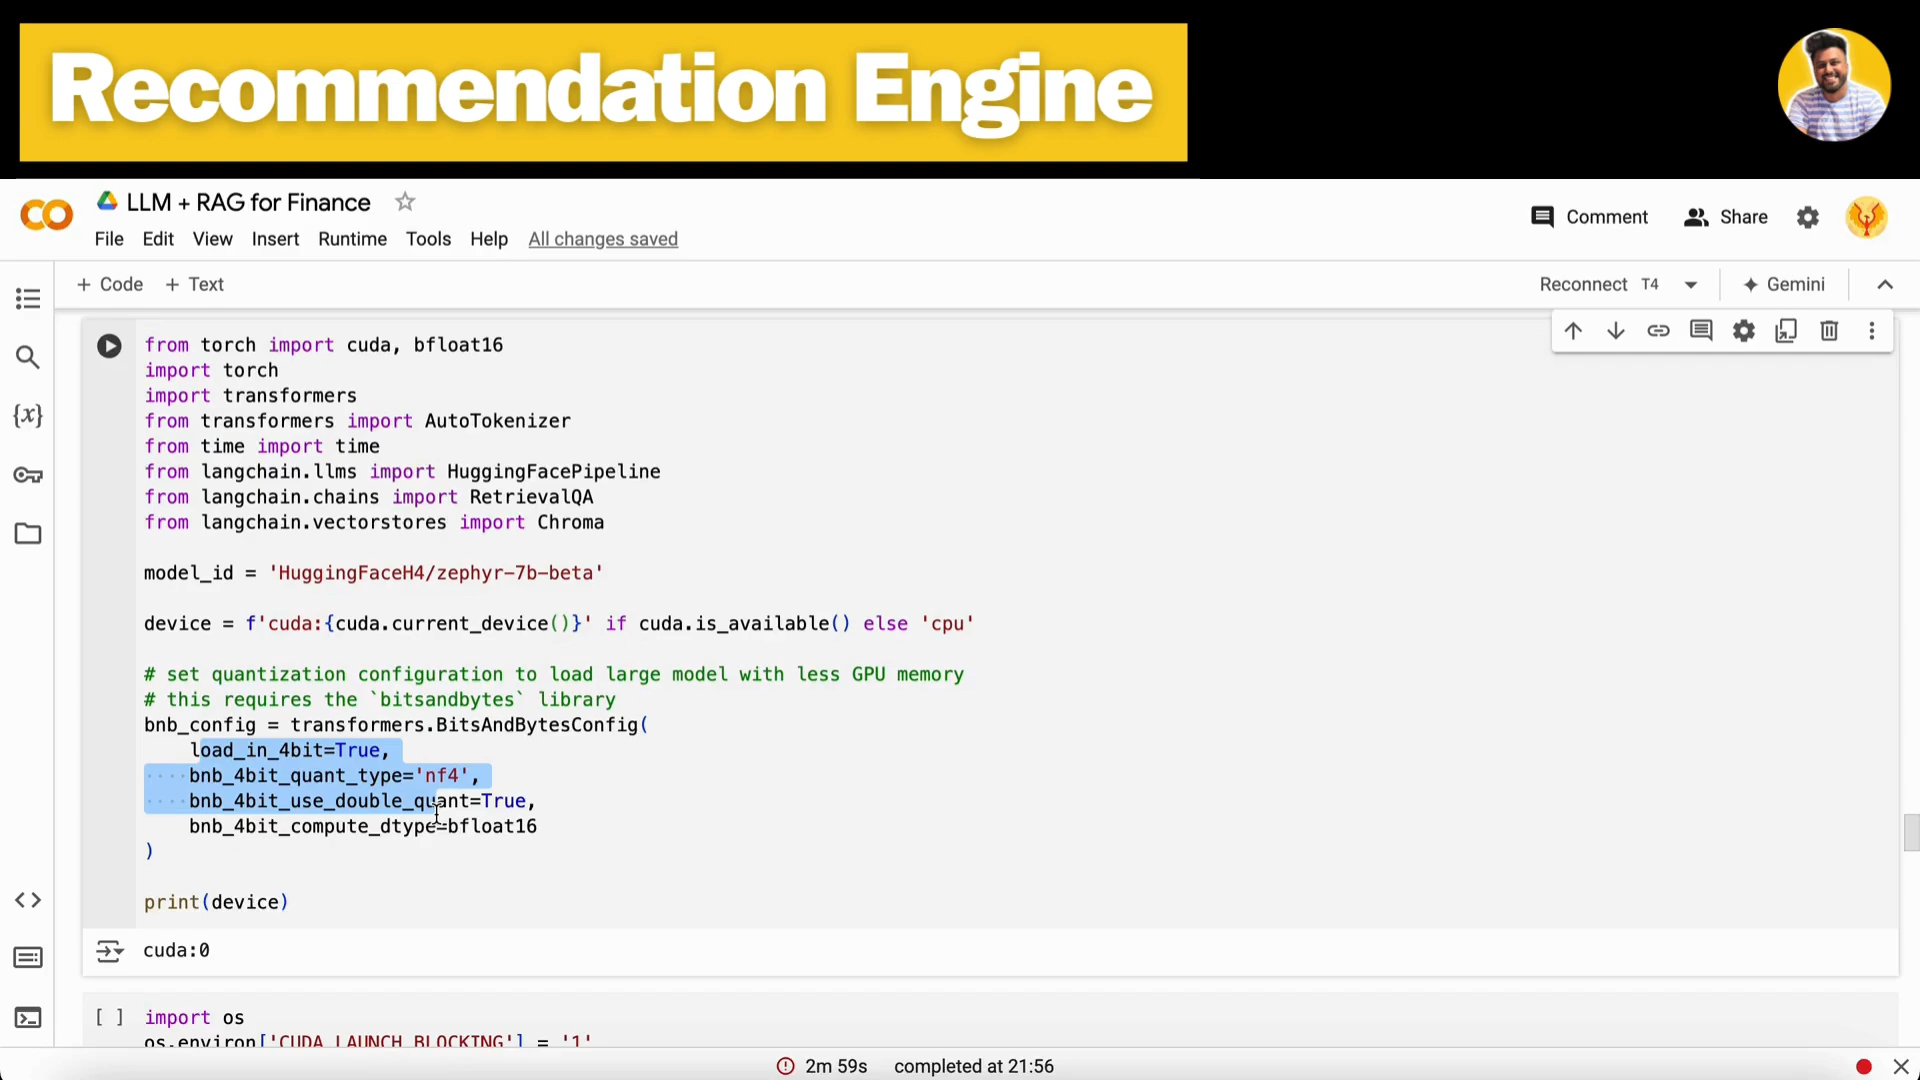 Recommendation Engine
LLM + RAG for Finance
File Edit View Insert Runtime Tools Help All changes saved
Comment Share
+ Code + Text
Reconnect T4 Gemini
from torch import cuda, bfloat16
import torch
import transformers
from transformers import AutoTokenizer
from time import time
from langchain.llms import HuggingFacePipeline
from langchain.chains import RetrievalQA
from langchain.vectorstores import Chroma
model_id = 'HuggingFaceH4/zephyr-7b-beta'
device = f'cuda:{cuda.current_device()}' if cuda.is_available() else 'cpu'
# set quantization configuration to load large model with less GPU memory
# this requires the `bitsandbytes` library
bnb_config = transformers.BitsAndBytesConfig(
load_in_4bit=True,
bnb_4bit_quant_type='nf4',
bnb_4bit_use_double_quant=True,
bnb_4bit_compute_dtype=bfloat16
)
print(device)
cuda:0
[ ] import os
os.environ['CUDA_LAUNCH_BLOCKING'] = '1'
2m 59s completed at 21:56